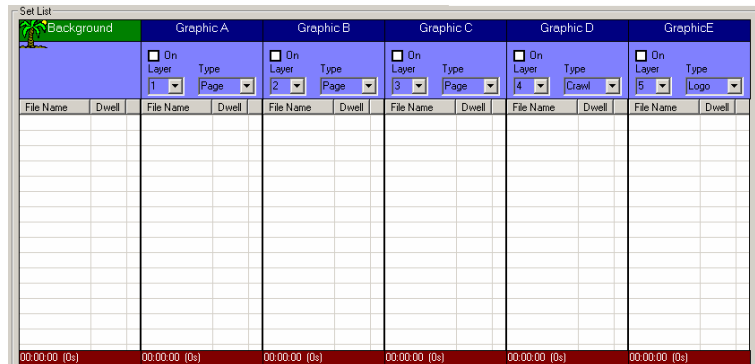 Set List
Background Graphic A Graphic B Graphic C Graphic D GraphicE
On On On On On
Layer Type Layer Type Layer Type Layer Type Layer Type
1 Page 2 Page 3 Page 4 Crawl 5 Logo
File Name Dwell File Name Dwell File Name Dwell File Name Dwell File Name Dwell File Name Dwell
00:00:00 (0s) 00:00:00 (0s) 00:00:00 (0s) 00:00:00 (0s) 00:00:00 (0s) 00:00:00 (0s)